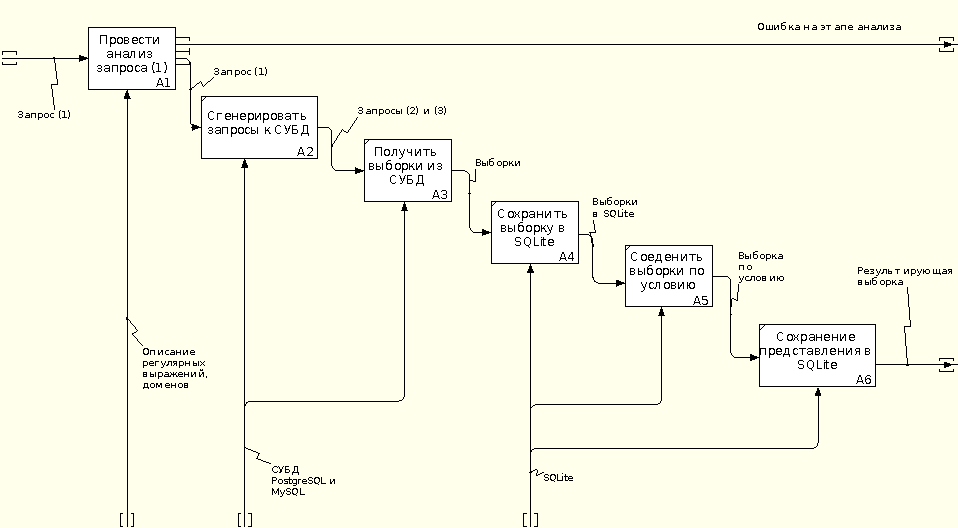 Ошибка на этапе анализа
Провести
анализ
запроса (1)
A1
Запрос (1)
Запрос (1)
Сгенерировать
запросы к СУБД
A2
Запросы (2) и (3)
Получить
выборки из
СУБД
A3
Выборки
Сохранить
выборку в
SQLite
A4
Выборки
в SQLite
Соеденить
выборки по
условию
A5
Выборка
по
условию
Результирующая
выборка
Сохранение
представления в
SQLite
A6
Описание
регулярных
выражений,
доменов
СУБД
PostgreSQL и
MySQL
SQLite